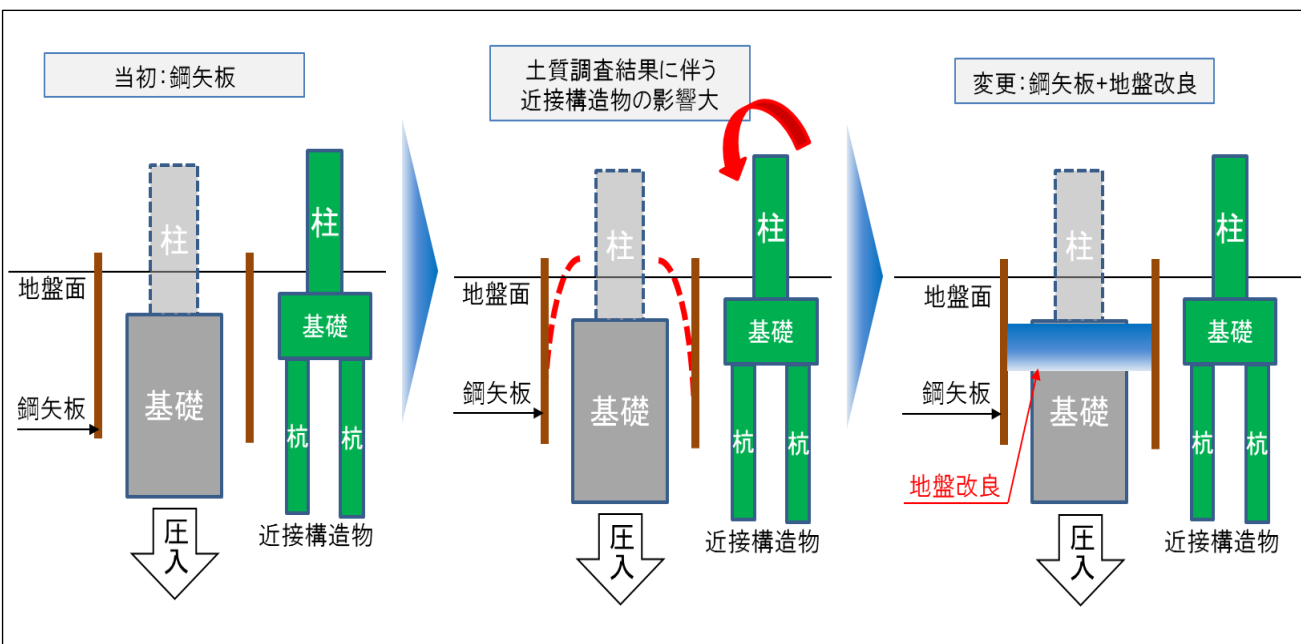 当初：鋼矢板
柱
柱
地盤面
基礎
基礎
鋼矢板
杭
杭
圧
入
近接構造物
土質調査結果に伴う
近接構造物の影響大
柱
柱
地盤面
基礎
基礎
鋼矢板
杭
杭
圧
入
近接構造物
変更：鋼矢板+地盤改良
柱
柱
地盤面
基礎
基礎
鋼矢板
杭
杭
地盤改良
圧
入
近接構造物